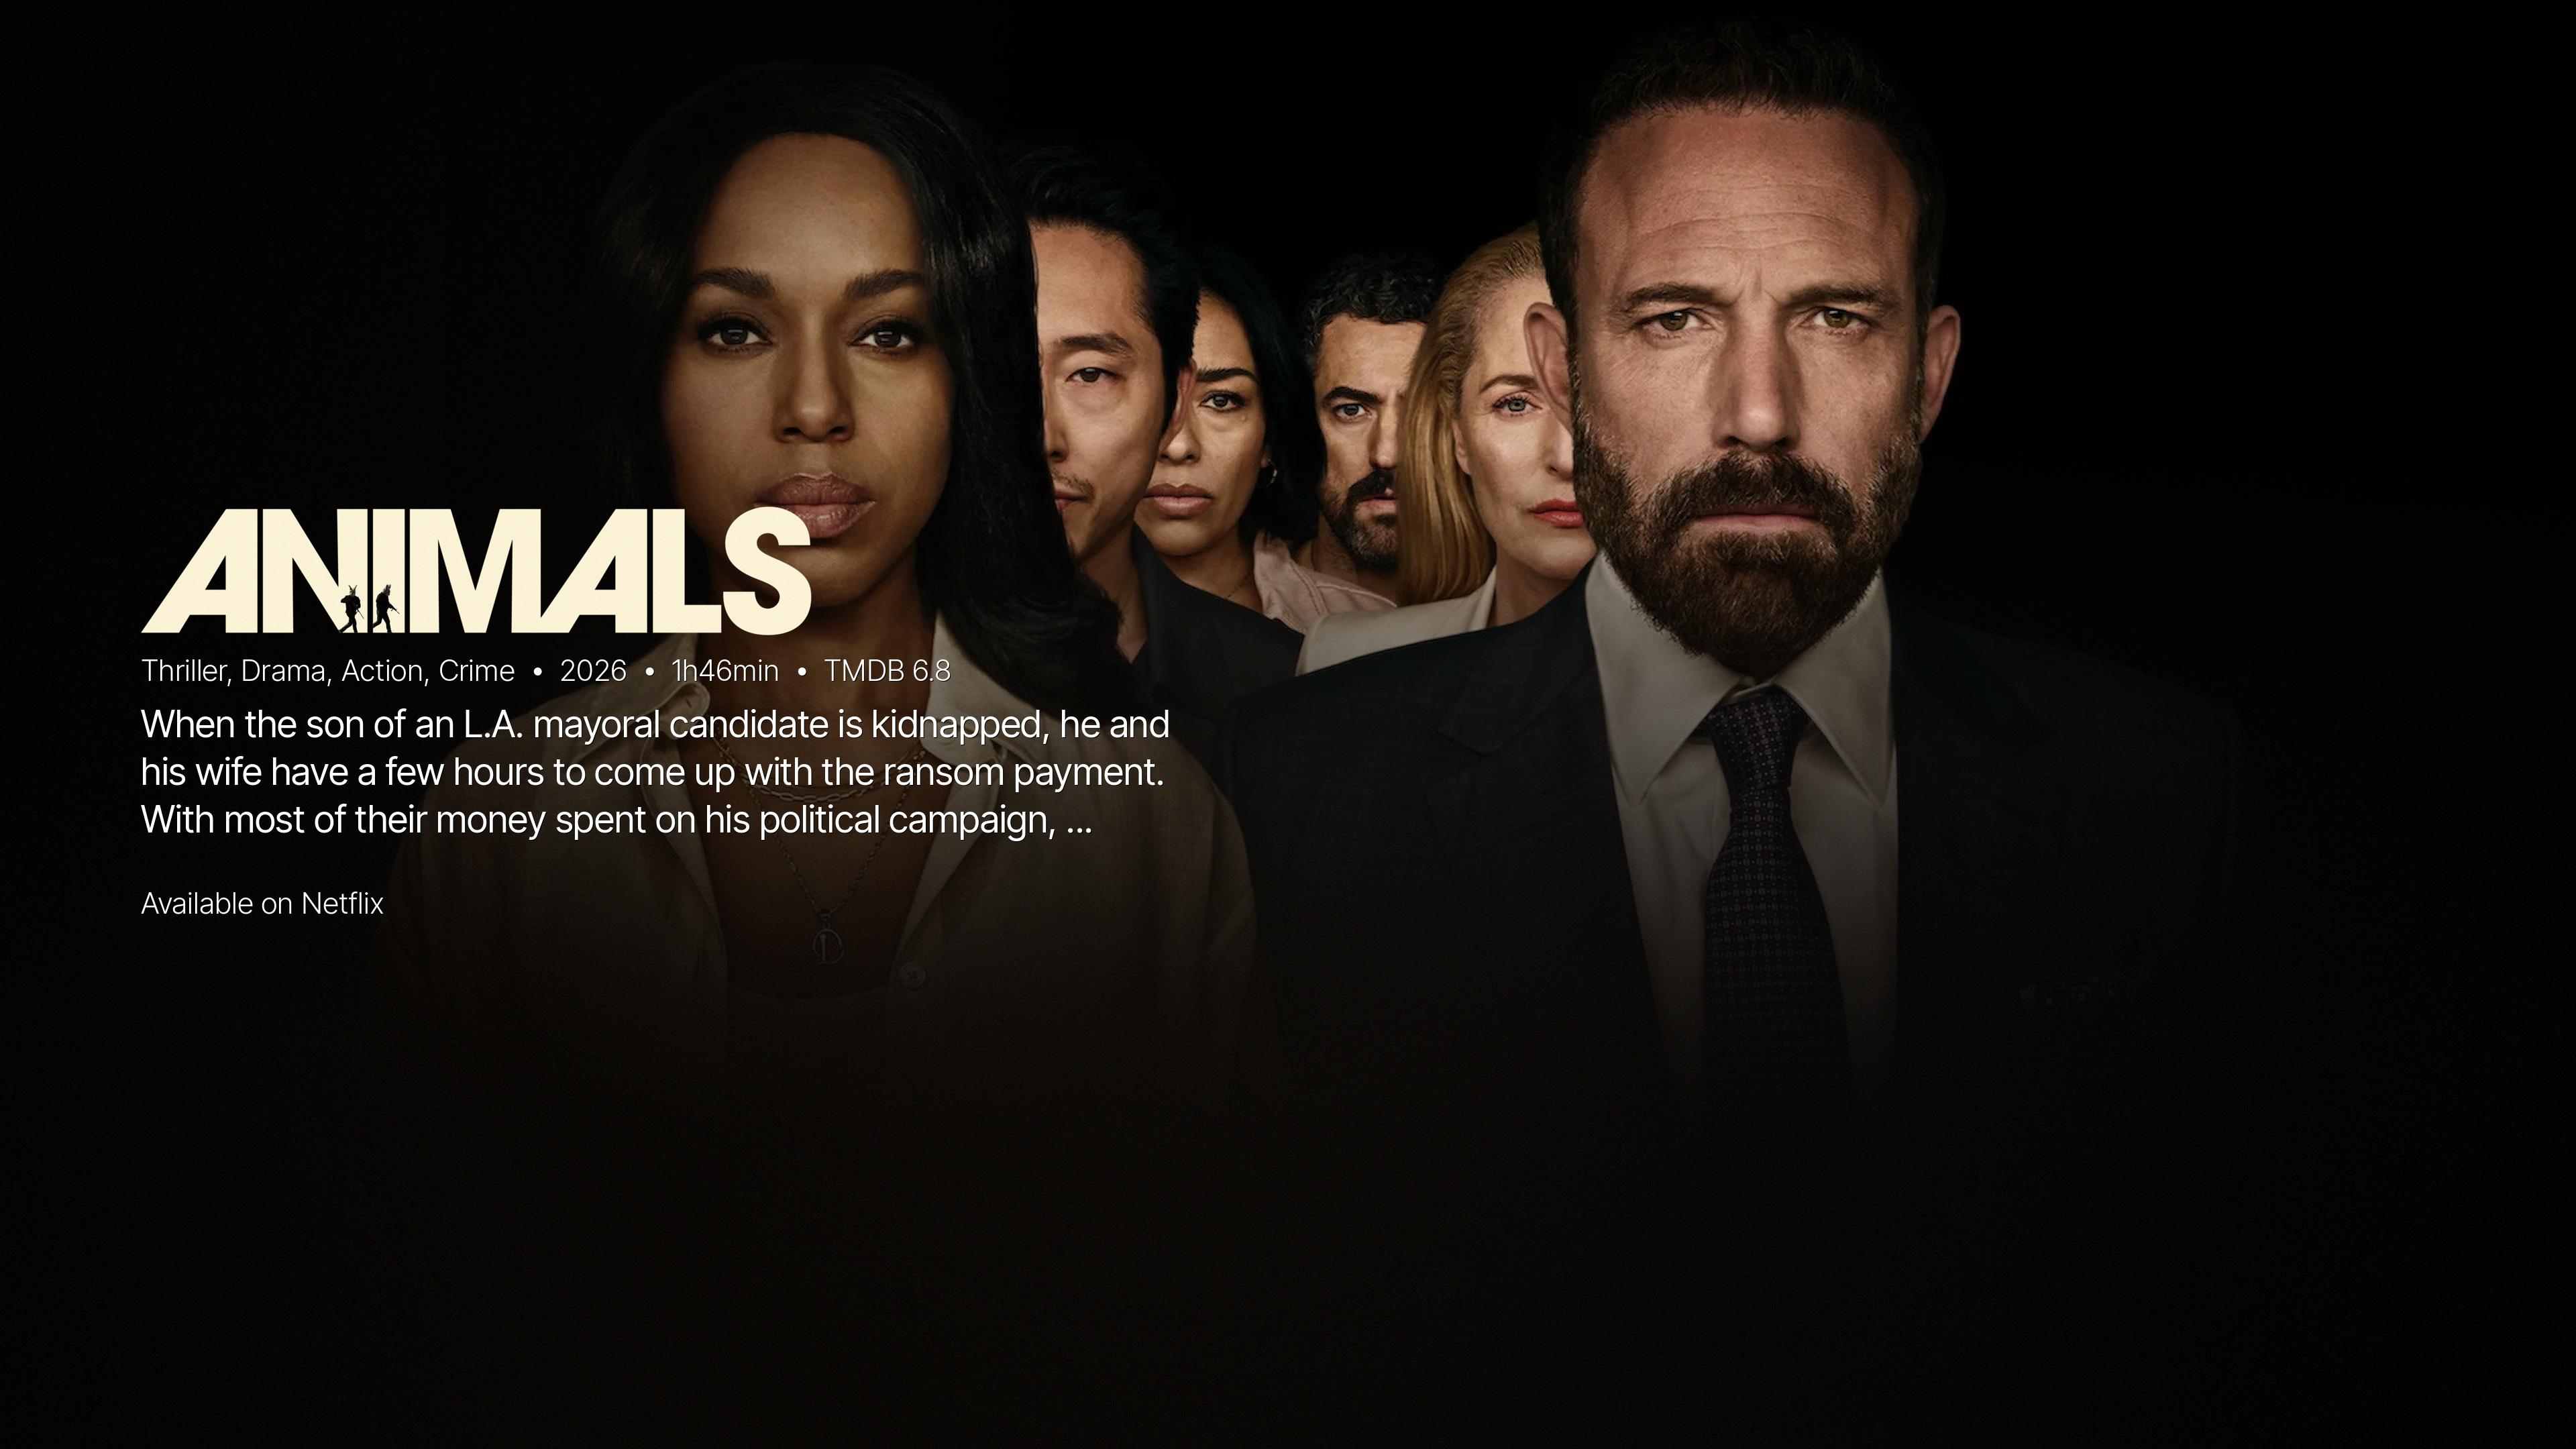 ANIMALS
Thriller, Drama, Action, Crime • 2026 • 1h46min • TMDB 6.8
When the son of an L.A. mayoral candidate is kidnapped, he and
his wife have a few hours to come up with the ransom payment.
With most of their money spent on his political campaign, ...
Available on Netflix